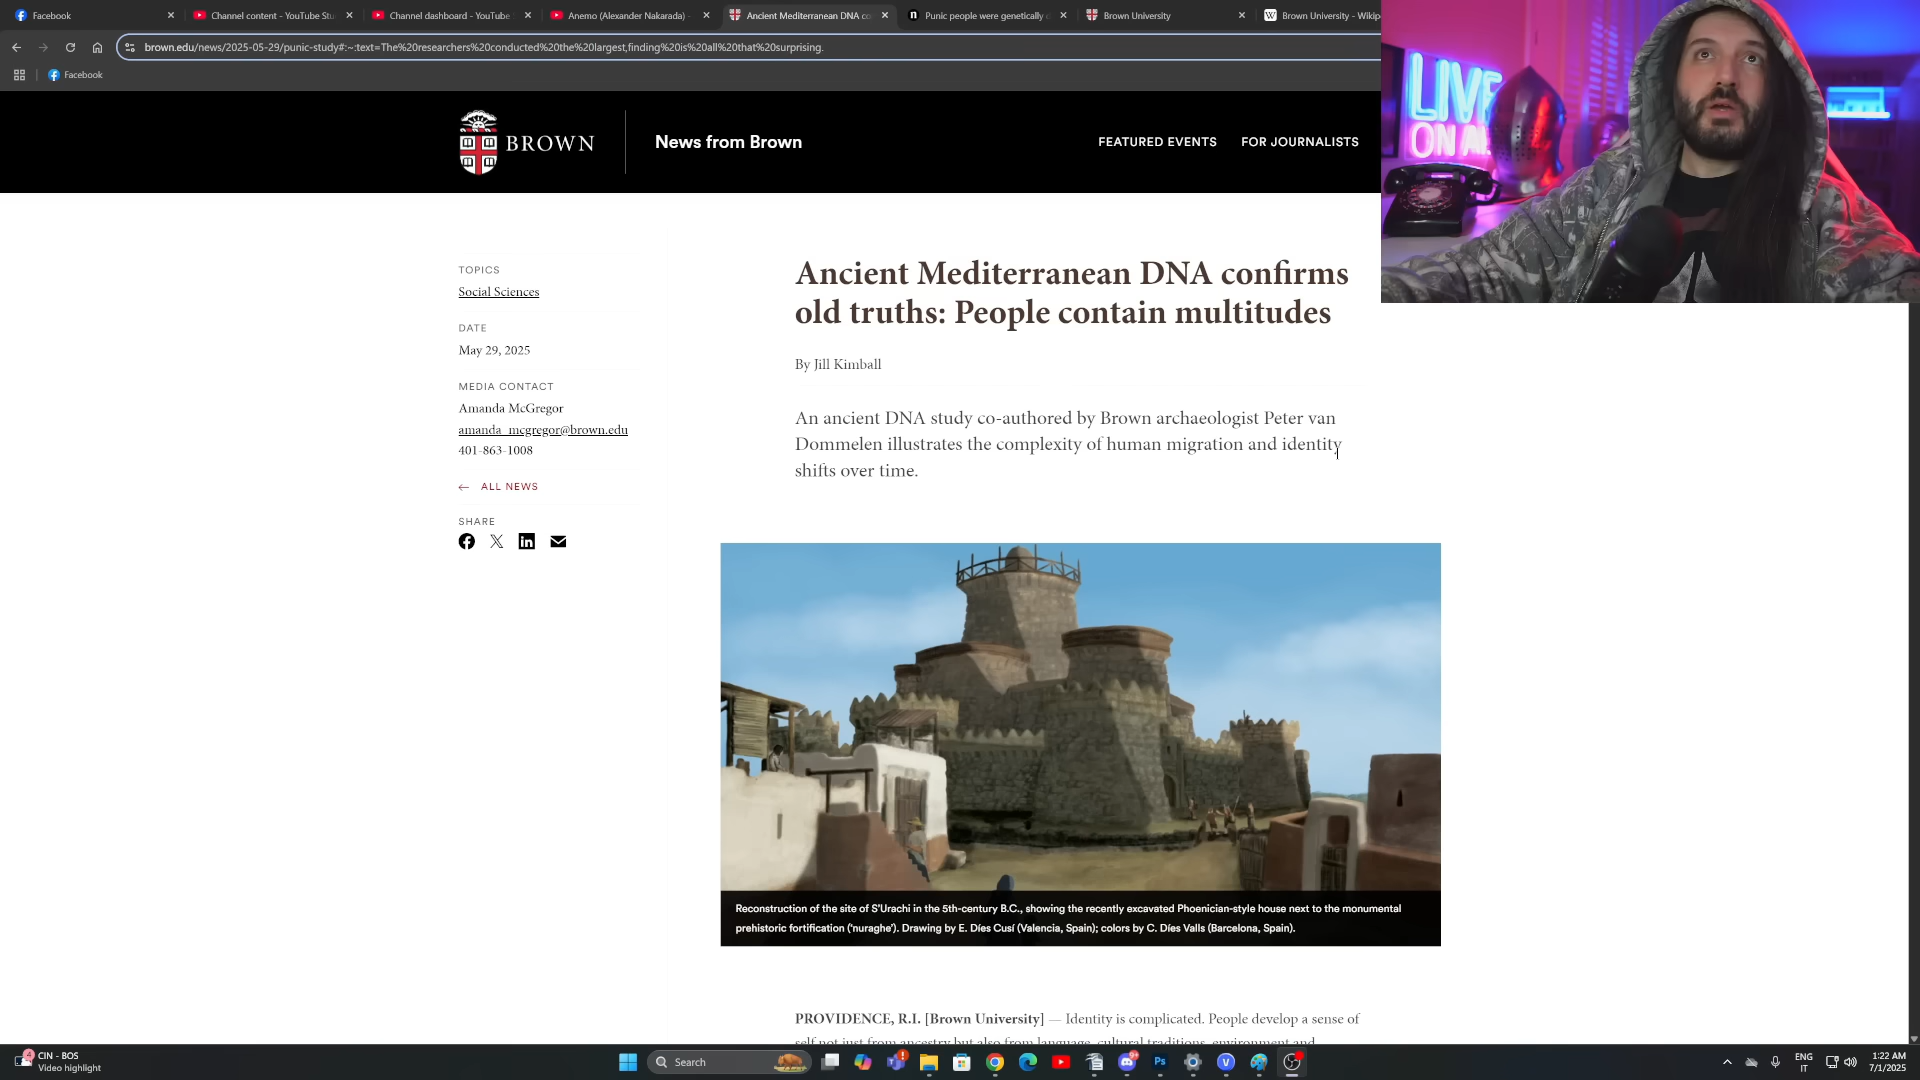 Facebook
Channel content - YouTube Stu
Channel dashboard - YouTube
Anemo (Alexander Nakarada) -
Ancient Mediterranean DNA co
Punic people were genetically d
Brown University
Brown University - Wikip
brown.edu/news/2025-05-29/punic-study#:~:text=The%20researchers%20conducted%20the%20largest,finding%20is%20all%20that%20surprising.
Facebook
BROWN
News from Brown
FEATURED EVENTS
FOR JOURNALISTS
LIVE
ON AI
TOPICS
Social Sciences
DATE
May 29, 2025
MEDIA CONTACT
Amanda McGregor
amanda_mcgregor@brown.edu
401-863-1008
← ALL NEWS
SHARE
Ancient Mediterranean DNA confirms
old truths: People contain multitudes
By Jill Kimball
An ancient DNA study co-authored by Brown archaeologist Peter van
Dommelen illustrates the complexity of human migration and identity
shifts over time.
Reconstruction of the site of S'Urachi in the 5th-century B.C., showing the recently excavated Phoenician-style house next to the monumental
prehistoric fortification ('nuraghe'). Drawing by E. Díes Cusí (Valencia, Spain); colors by C. Díes Valls (Barcelona, Spain).
PROVIDENCE, R.I. [Brown University] — Identity is complicated. People develop a sense of
self not just from ancestry but also from language, cultural traditions, environment and
4
CIN - BOS
Video highlight
Search
ENG
IT
1:22 AM
7/1/2025